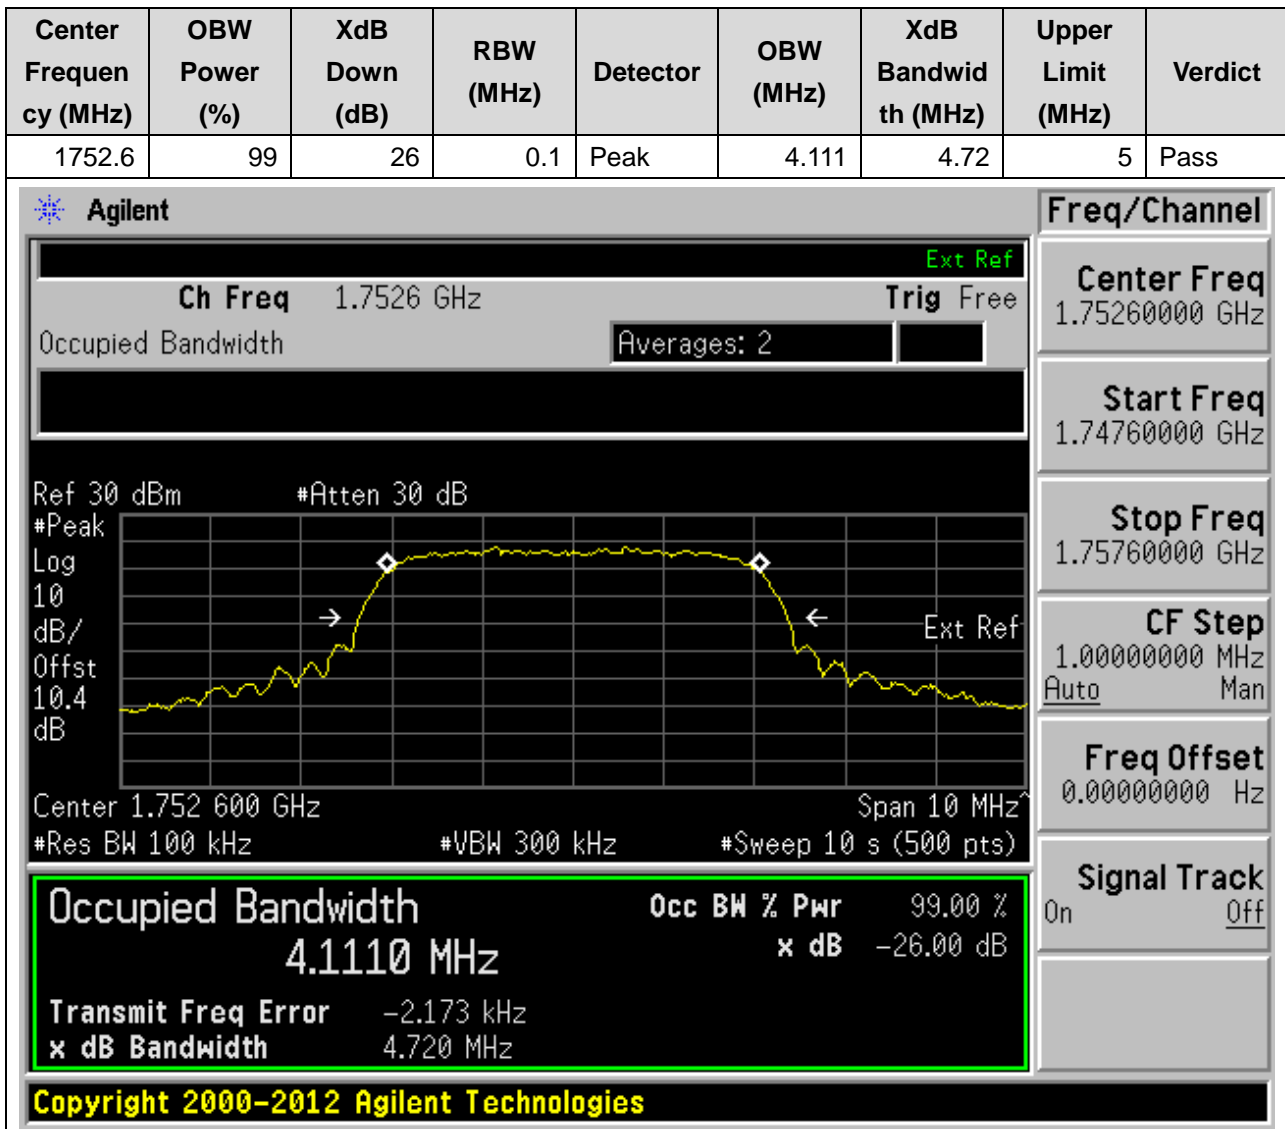 Center Frequen cy (MHz)
OBW Power (%)
XdB Down (dB)
RBW (MHz)
Detector
OBW (MHz)
XdB Bandwid th (MHz)
Upper Limit (MHz)
Verdict
1752.6 99 26 0.1 Peak 4.111 4.72 5 Pass
Agilent
Freq/Channel
Ext Ref
Ch Freq 1.7526 GHz Trig Free
Occupied Bandwidth Averages: 2
Center Freq
1.75260000 GHz
Start Freq
1.74760000 GHz
Stop Freq
1.75760000 GHz
CF Step
1.00000000 MHz
Auto Man
Freq Offset
0.00000000 Hz
Signal Track
On Off
Ref 30 dBm #Atten 30 dB
#Peak
Log
10
dB/
Offst
10.4
dB
Ext Ref
Center 1.752 600 GHz Span 10 MHz^
#Res BW 100 kHz #VBW 300 kHz #Sweep 10 s (500 pts)
Occupied Bandwidth Occ BW % Pwr 99.00 %
4.1110 MHz x dB -26.00 dB
Transmit Freq Error -2.173 kHz
x dB Bandwidth 4.720 MHz
Copyright 2000-2012 Agilent Technologies